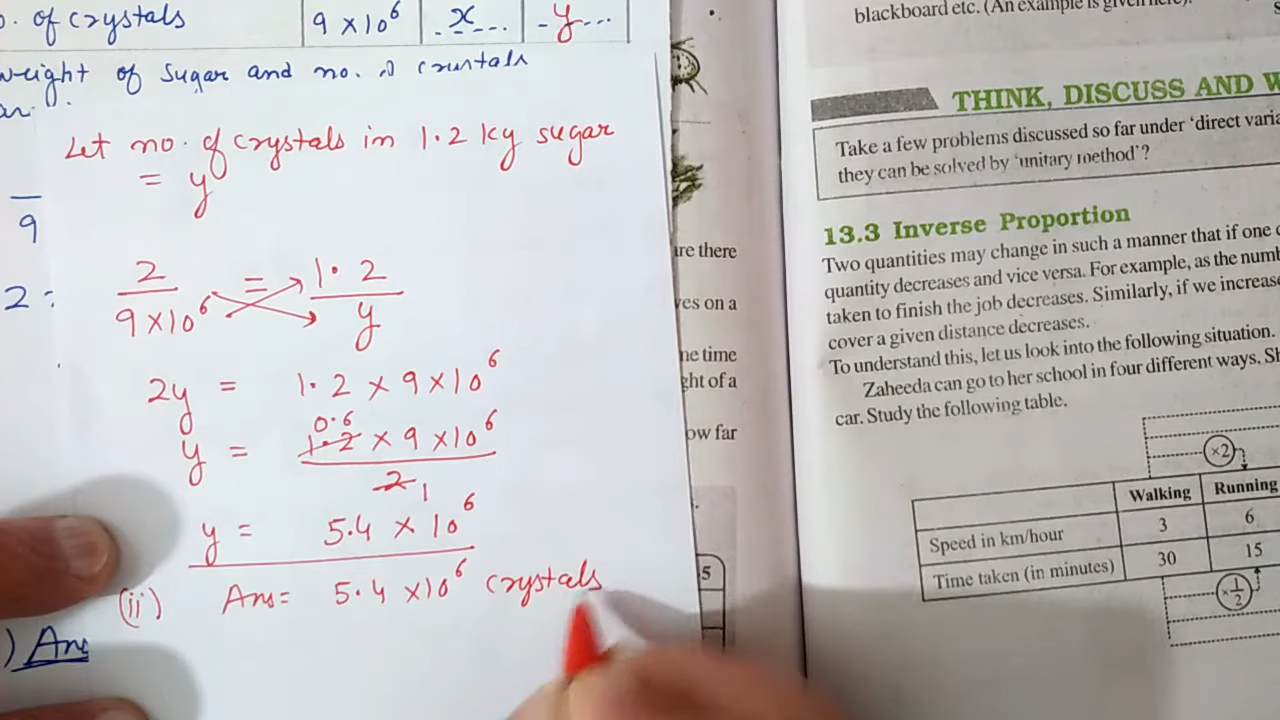 . of crystals 9 x 10⁶ x y
weight of sugar and no. crystals
Let no. of crystals in 1.2 kg sugar
= y
9
2:
2 / 9x10⁶ = 1.2 / y
2y = 1.2 x 9 x 10⁶
0.6
y = 1.2 x 9 x 10⁶
2 1
y = 5.4 x 10⁶
(ii) Ans= 5.4 x10⁶ crystals
) Ans
are there
ves on a
ne time
ght of a
ow far
5
blackboard etc. (An example is given here).
THINK, DISCUSS AND W
Take a few problems discussed so far under 'direct varia
they can be solved by 'unitary method'?
13.3 Inverse Proportion
Two quantities may change in such a manner that if one
quantity decreases and vice versa. For example, as the numb
taken to finish the job decreases. Similarly, if we increase
cover a given distance decreases.
To understand this, let us look into the following situation.
Zaheeda can go to her school in four different ways. Sh
car. Study the following table.
×2
Walking Running
Speed in km/hour 3 6
Time taken (in minutes) 30 15
×1/2